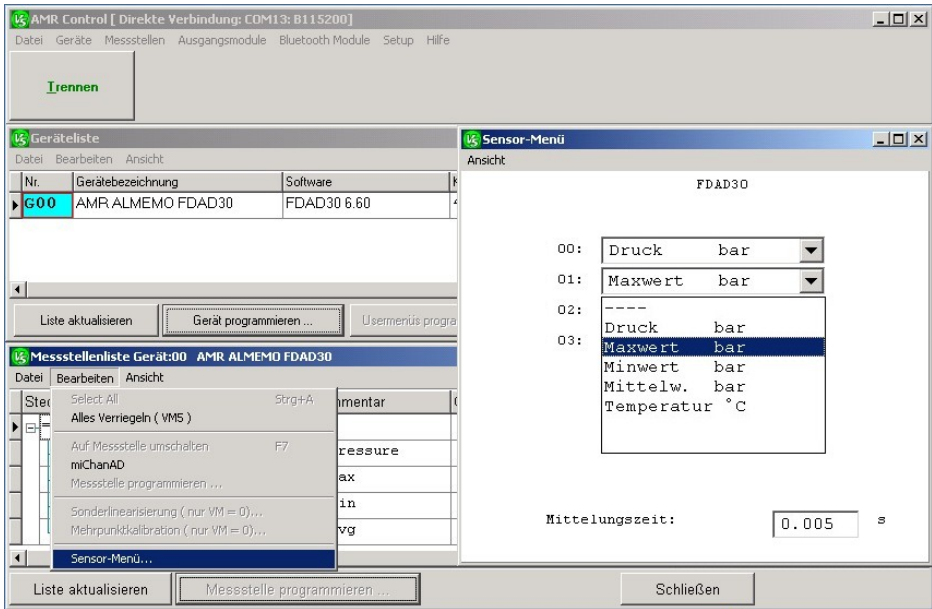 AMR Control [ Direkte Verbindung: COM13: B115200]
Datei Geräte Messstellen Ausgangsmodule Bluetooth Module Setup Hilfe
Trennen
Geräteliste
Datei Bearbeiten Ansicht
Nr. Gerätebezeichnung Software
G00 AMR ALMEMO FDAD30 FDAD30 6.60
Liste aktualisieren Gerät programmieren ... Usermenüs progra
Messstellenliste Gerät:00 AMR ALMEMO FDAD30
Datei Bearbeiten Ansicht
Stec mmentar
Select All Strg+A
Alles Verriegeln ( VM5 )
Auf Messstelle umschalten F7
miChanAD
Messstelle programmieren ...
Sonderlinearisierung ( nur VM = 0)...
Mehrpunktkalibration ( nur VM = 0)...
Sensor-Menü...
ressure
ax
in
vg
Liste aktualisieren Messstelle programmieren ... Schließen
Sensor-Menü
Ansicht
FDAD30
00: Druck bar
01: Maxwert bar
02:
03:
----
Druck bar
Maxwert bar
Minwert bar
Mittelw. bar
Temperatur °C
Mittelungszeit: 0.005 s